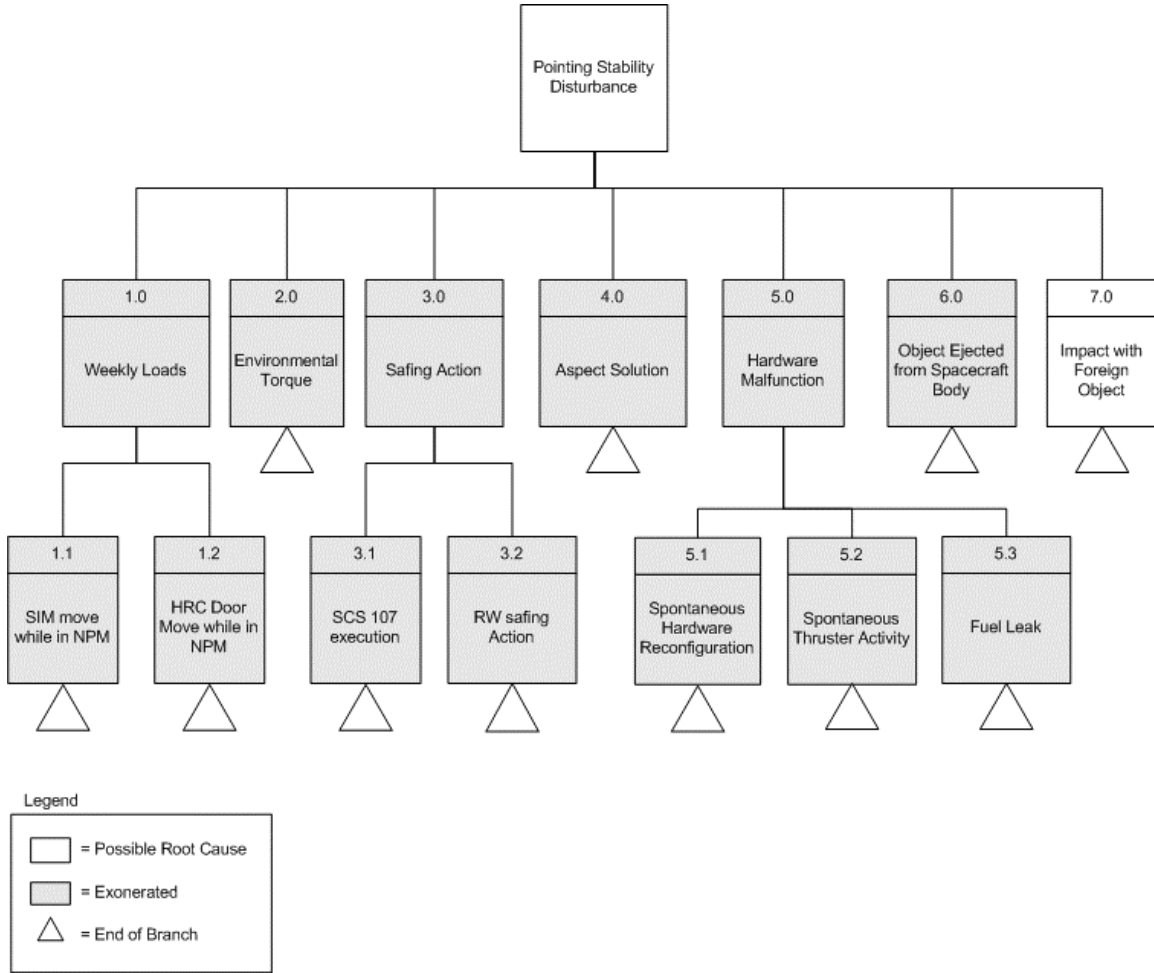 Pointing Stability
Disturbance
1.0
Weekly Loads
2.0
Environmental
Torque
3.0
Safing Action
4.0
Aspect Solution
5.0
Hardware
Malfunction
6.0
Object Ejected
from Spacecraft
Body
7.0
Impact with
Foreign
Object
1.1
SIM move
while in NPM
1.2
HRC Door
Move while in
NPM
3.1
SCS 107
execution
3.2
RW safing
Action
5.1
Spontaneous
Hardware
Reconfiguration
5.2
Spontaneous
Thruster Activity
5.3
Fuel Leak
Legend
= Possible Root Cause
= Exonerated
= End of Branch